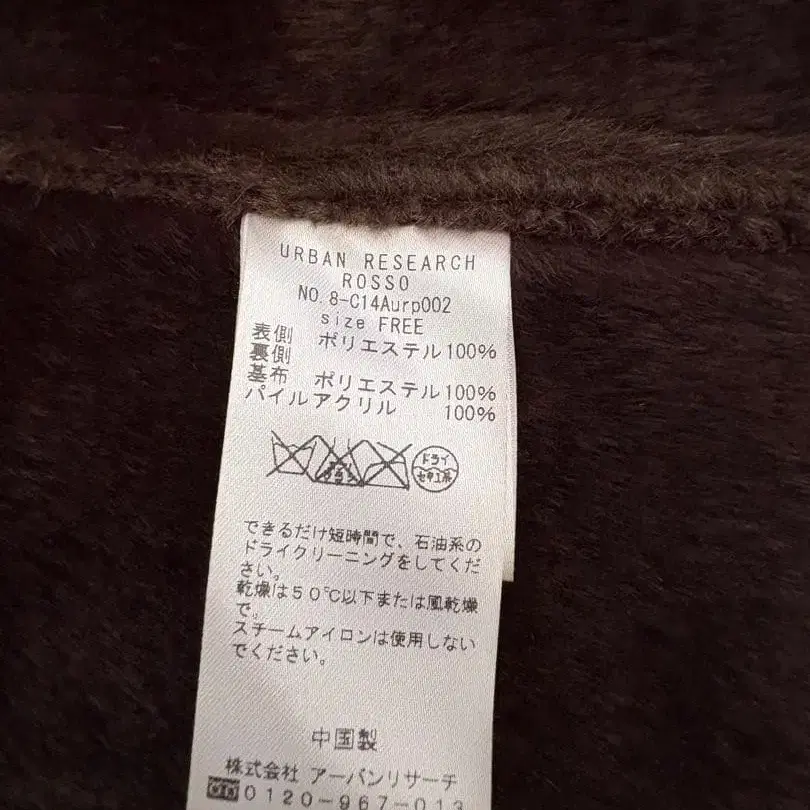 URBAN RESEARCH
ROSSO
NO.8-C14Aurp002
size FREE
表側 ポリエステル100%
裏側
基布 ポリエステル100%
パイルアクリル 100%
ドライ
セキユ系
できるだけ短時間で、石油系の
ドライクリーニングをしてくだ
さい。
乾燥は50℃以下または風乾燥
で。
スチームアイロンは使用しない
でください。
中国製
株式会社 アーバンリサーチ
0120-967-013